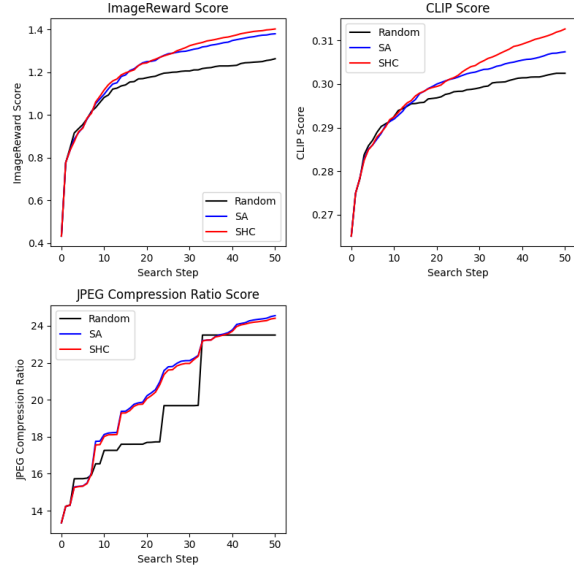 ImageReward Score
ImageReward Score
1.4
1.2
1.0
0.8
0.6
0.4
Random
SA
SHC
0 10 20 30 40 50
Search Step
CLIP Score
CLIP Score
0.31
0.30
0.29
0.28
0.27
Random
SA
SHC
0 10 20 30 40 50
Search Step
JPEG Compression Ratio Score
JPEG Compression Ratio
24
22
20
18
16
14
Random
SA
SHC
0 10 20 30 40 50
Search Step